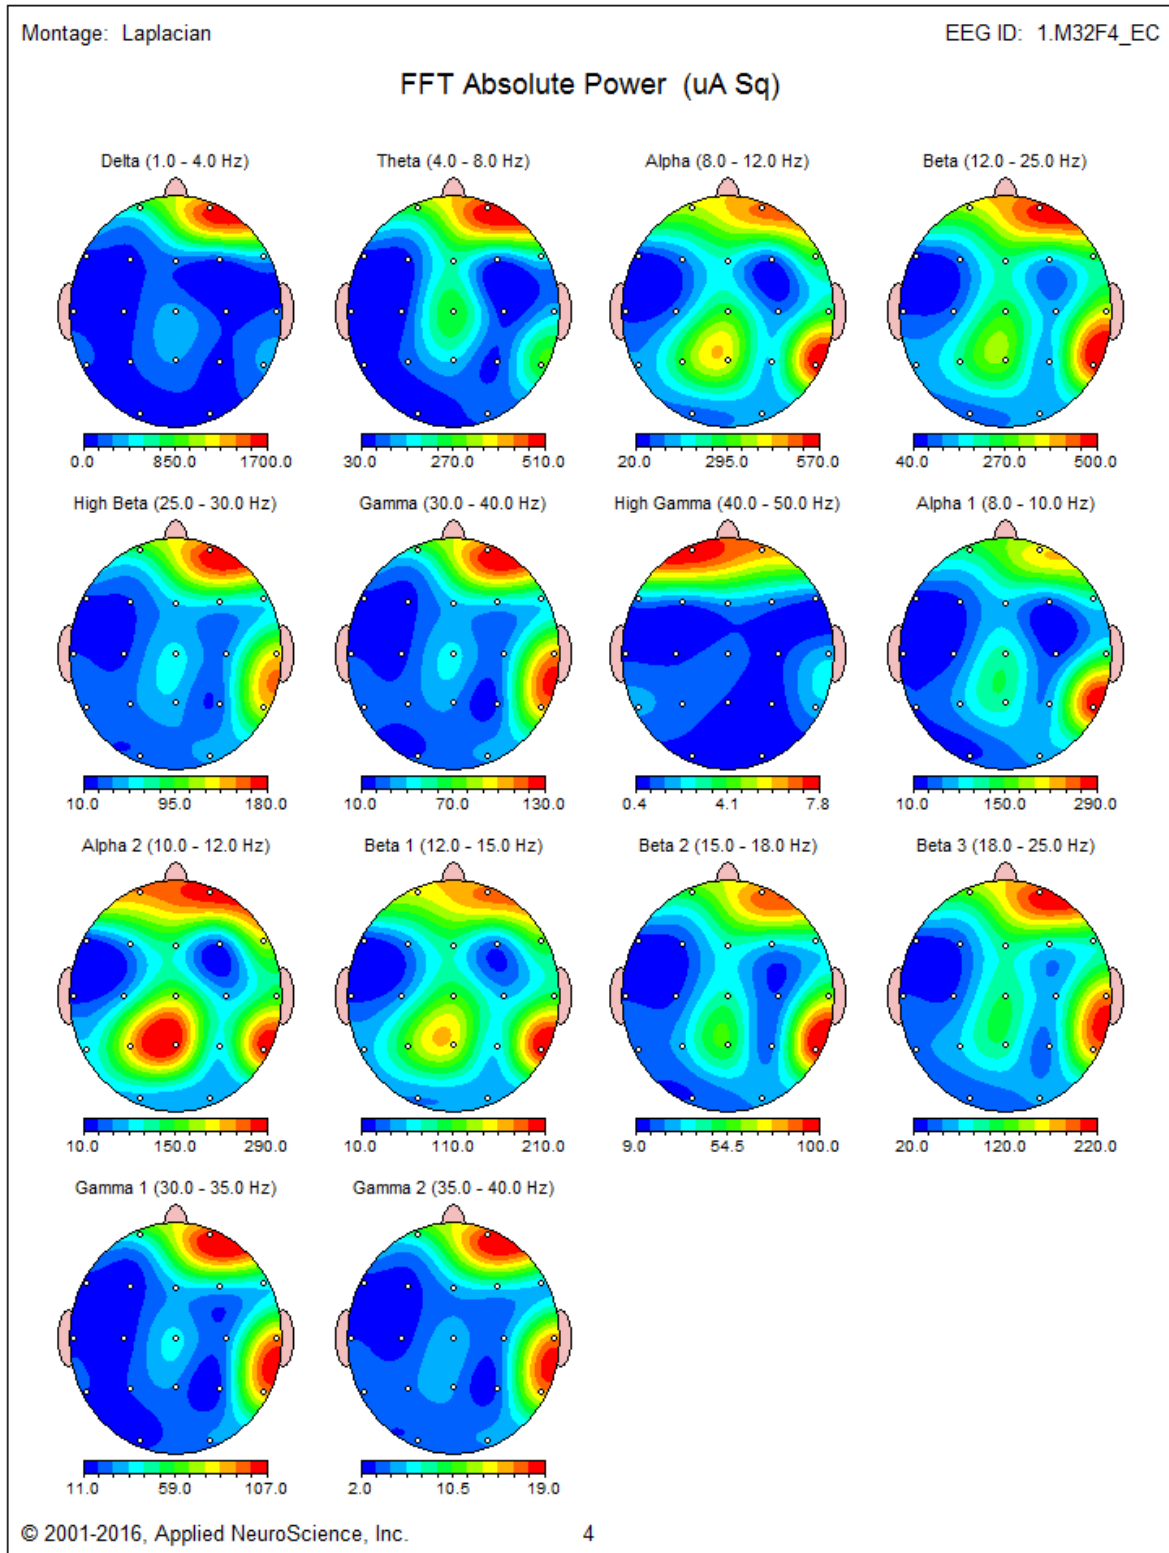 Montage: Laplacian EEG ID: 1.M32F4_EC
FFT Absolute Power (uA Sq)
Delta (1.0 - 4.0 Hz) Theta (4.0 - 8.0 Hz) Alpha (8.0 - 12.0 Hz) Beta (12.0 - 25.0 Hz)
0.0 850.0 1700.0 30.0 270.0 510.0 20.0 295.0 570.0 40.0 270.0 500.0
High Beta (25.0 - 30.0 Hz) Gamma (30.0 - 40.0 Hz) High Gamma (40.0 - 50.0 Hz) Alpha 1 (8.0 - 10.0 Hz)
10.0 95.0 180.0 10.0 70.0 130.0 0.4 4.1 7.8 10.0 150.0 290.0
Alpha 2 (10.0 - 12.0 Hz) Beta 1 (12.0 - 15.0 Hz) Beta 2 (15.0 - 18.0 Hz) Beta 3 (18.0 - 25.0 Hz)
10.0 150.0 290.0 10.0 110.0 210.0 9.0 54.5 100.0 20.0 120.0 220.0
Gamma 1 (30.0 - 35.0 Hz) Gamma 2 (35.0 - 40.0 Hz)
11.0 59.0 107.0 2.0 10.5 19.0
© 2001-2016, Applied NeuroScience, Inc. 4